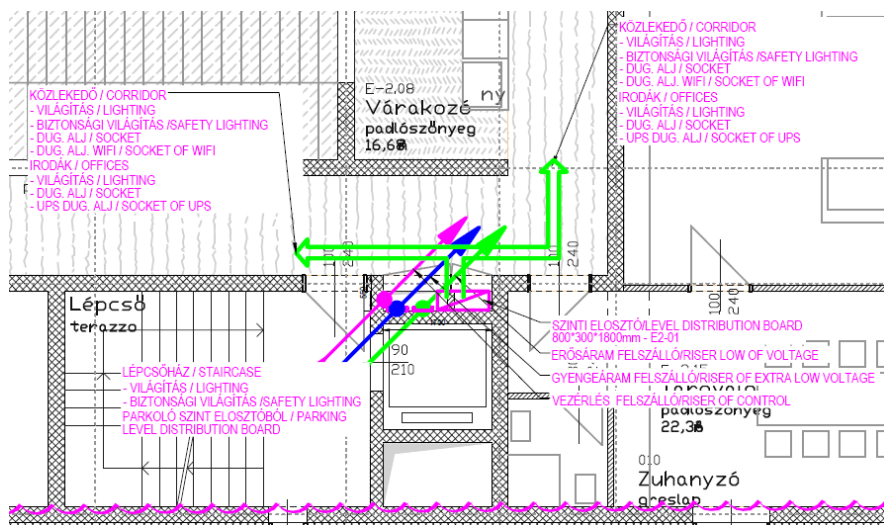 KÖZLEKEDŐ / CORRIDOR
- VILÁGÍTÁS / LIGHTING
- BIZTONSÁGI VILÁGÍTÁS /SAFETY LIGHTING
- DUG. ALJ / SOCKET
- DUG. ALJ. WIFI / SOCKET OF WIFI
IRODÁK / OFFICES
- VILÁGÍTÁS / LIGHTING
- DUG. ALJ / SOCKET
- UPS DUG. ALJ / SOCKET OF UPS
E-2.08
Várakozó
padlószőnyeg
16,68
ny
KÖZLEKEDŐ / CORRIDOR
- VILÁGÍTÁS / LIGHTING
- BIZTONSÁGI VILÁGÍTÁS /SAFETY LIGHTING
- DUG. ALJ / SOCKET
- DUG. ALJ. WIFI / SOCKET OF WIFI
IRODÁK / OFFICES
- VILÁGÍTÁS / LIGHTING
- DUG. ALJ / SOCKET
- UPS DUG. ALJ / SOCKET OF UPS
100
240
100
240
100
240
Lépcső
terazzo
90
210
SZINTI ELOSZTÓ/LEVEL DISTRIBUTION BOARD
800*300*1800mm - E2-01
ERŐSÁRAM FELSZÁLLÓ/RISER LOW OF VOLTAGE
GYENGEÁRAM FELSZÁLLÓ/RISER OF EXTRA LOW VOLTAGE
VEZÉRLÉS FELSZÁLLÓ/RISER OF CONTROL
LÉPCSŐHÁZ / STAIRCASE
- VILÁGÍTÁS / LIGHTING
- BIZTONSÁGI VILÁGÍTÁS /SAFETY LIGHTING
PARKOLÓ SZINT ELOSZTÓBÓL / PARKING
LEVEL DISTRIBUTION BOARD
padlószőnyeg
22,38
010
Zuhanyzó
greslap